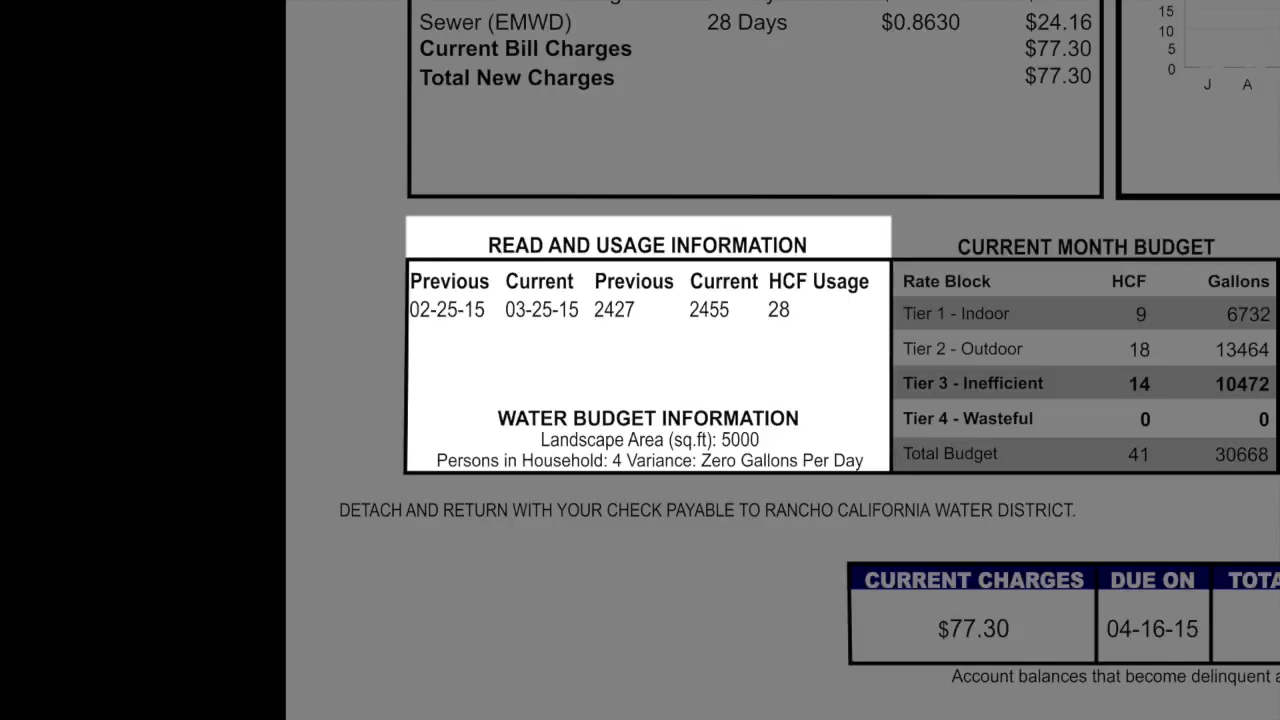 Sewer (EMWD) 28 Days $0.8630 $24.16
Current Bill Charges $77.30
Total New Charges $77.30
15
10
5
0
J A
READ AND USAGE INFORMATION
Previous Current Previous Current HCF Usage
02-25-15 03-25-15 2427 2455 28
WATER BUDGET INFORMATION
Landscape Area (sq.ft): 5000
Persons in Household: 4 Variance: Zero Gallons Per Day
CURRENT MONTH BUDGET
Rate Block HCF Gallons
Tier 1 - Indoor 9 6732
Tier 2 - Outdoor 18 13464
Tier 3 - Inefficient 14 10472
Tier 4 - Wasteful 0 0
Total Budget 41 30668
DETACH AND RETURN WITH YOUR CHECK PAYABLE TO RANCHO CALIFORNIA WATER DISTRICT.
CURRENT CHARGES DUE ON TOTA
$77.30 04-16-15
Account balances that become delinquent a